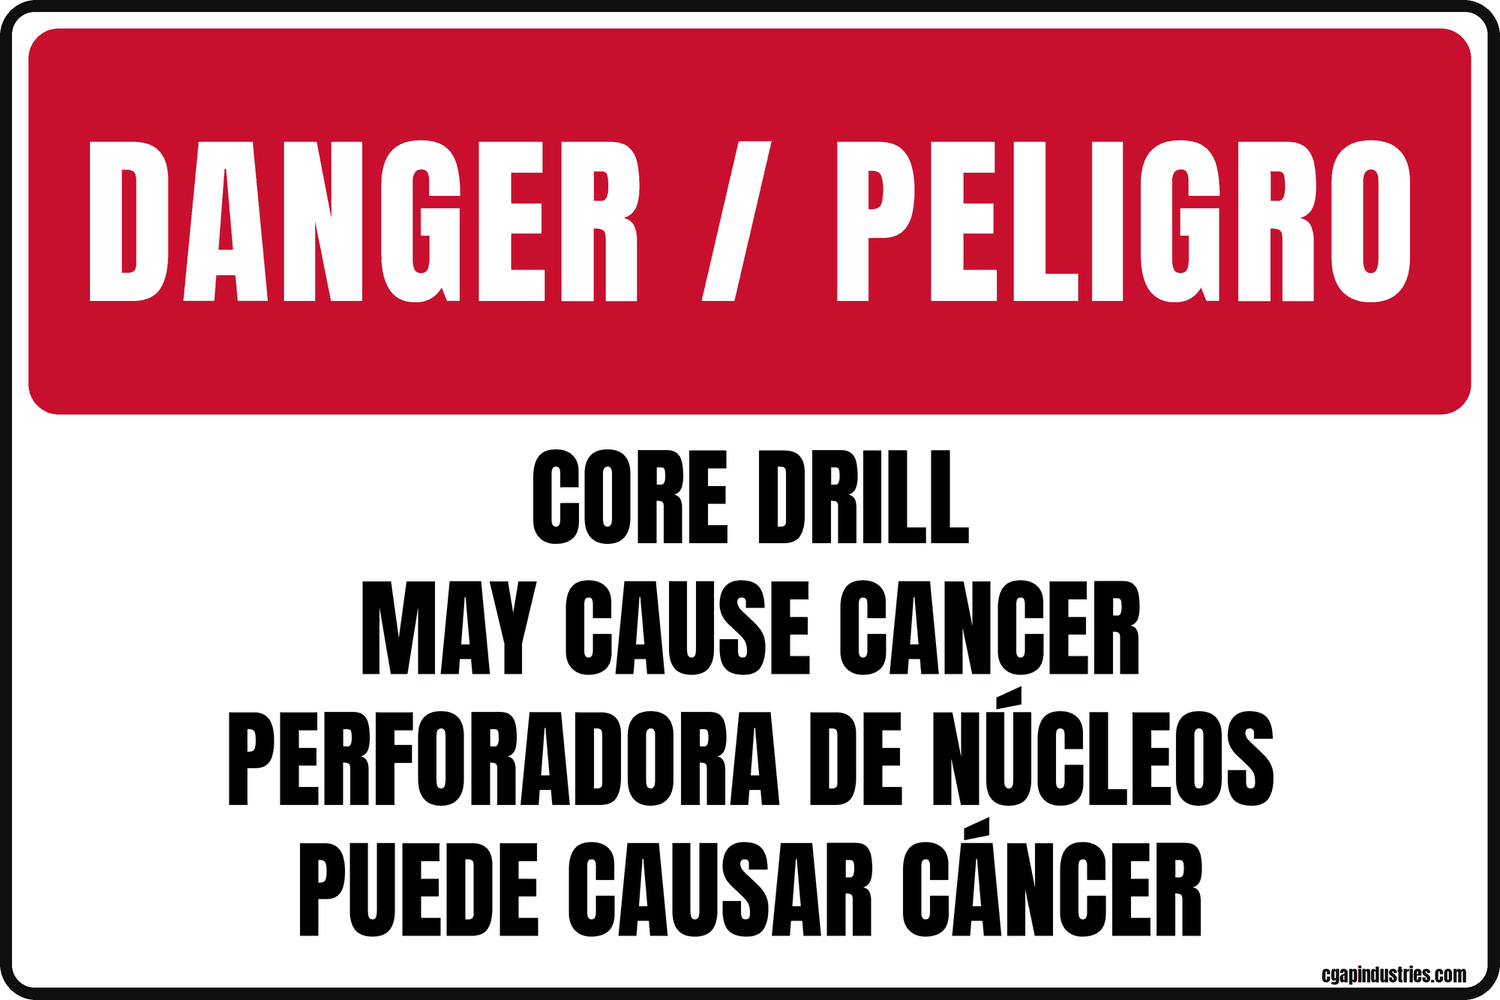 DANGER / PELIGRO
CORE DRILL
MAY CAUSE CANCER
PERFORADORA DE NÚCLEOS
PUEDE CAUSAR CÁNCER
cgapindustries.com